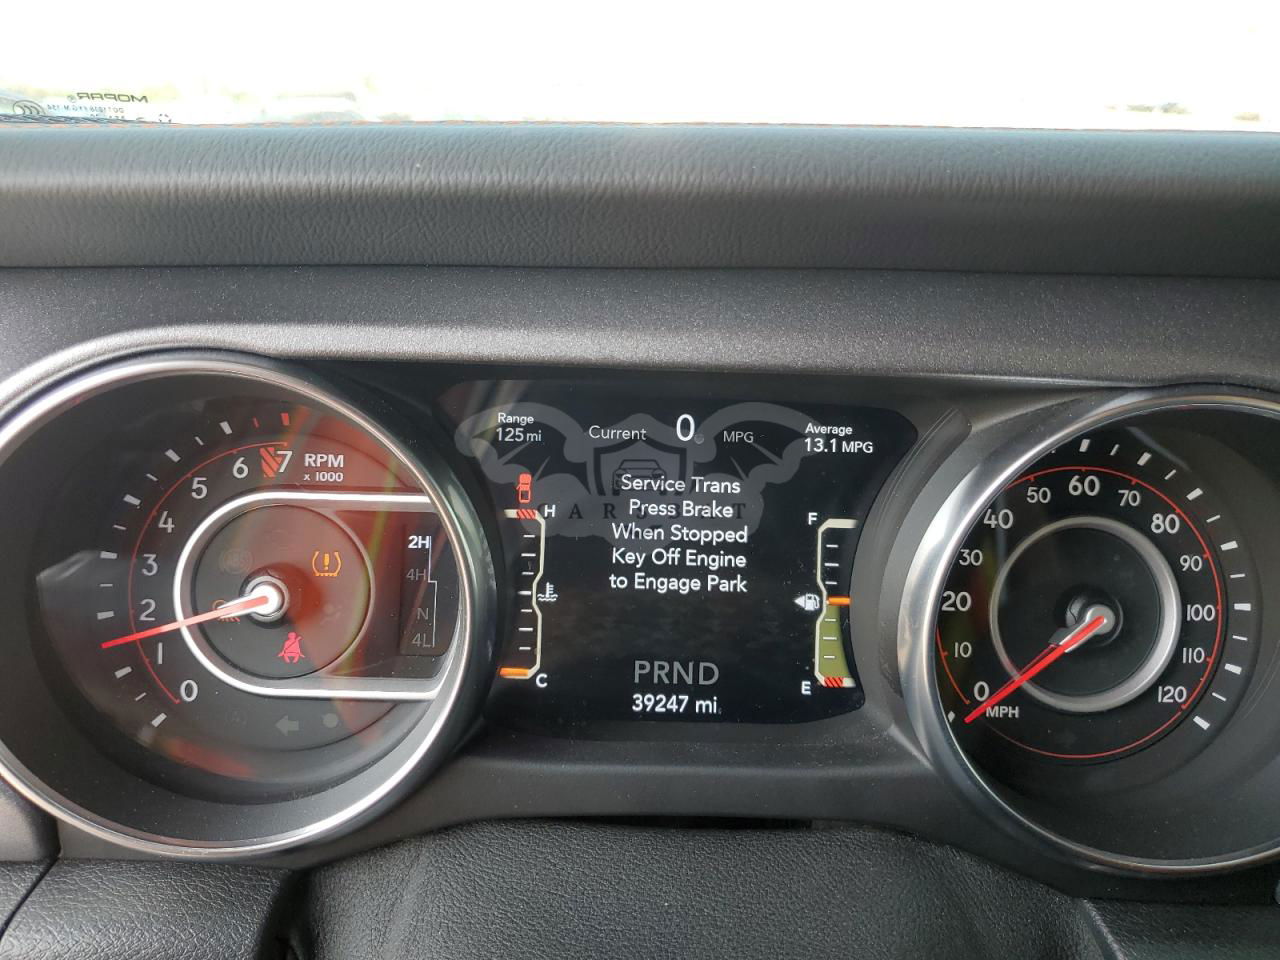 MOPAR
Range
125 mi
Current 0 MPG
Average
13.1 MPG
Service Trans
Press Brake
When Stopped
Key Off Engine
to Engage Park
PRND
39247 mi
H
C
F
E
0
1
2
3
4
5
6
7
RPM
x 1000
2H
4H
N
4L
0
10
20
30
40
50
60
70
80
90
100
110
120
MPH